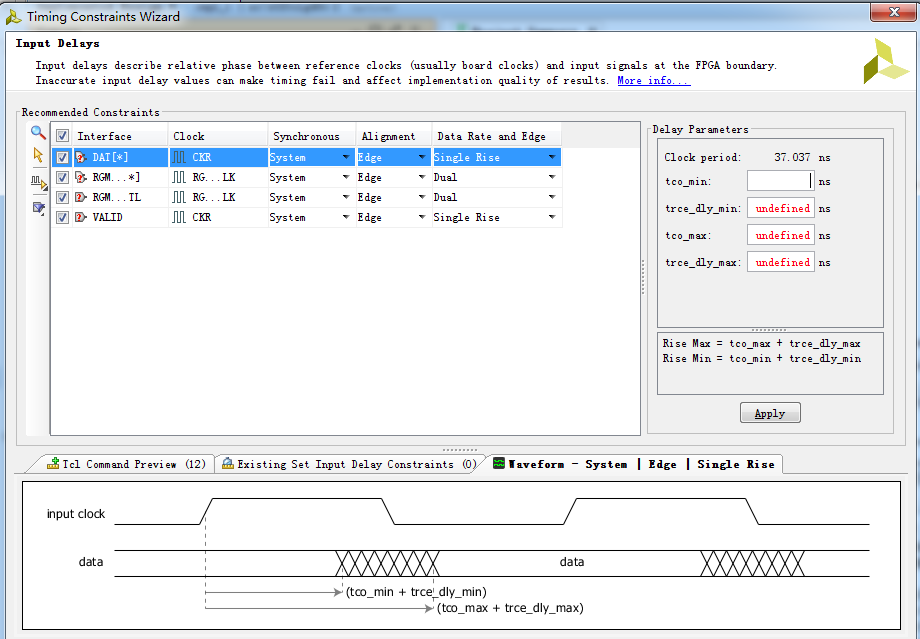 Timing Constraints Wizard
Input Delays
Input delays describe relative phase between reference clocks (usually board clocks) and input signals at the FPGA boundary.
Inaccurate input delay values can make timing fail and affect implementation quality of results. More info...
Recommended Constraints
Interface Clock Synchronous Alignment Data Rate and Edge
DAT[*] CKR System Edge Single Rise
RGM...*] RG...LK System Edge Dual
RGM...TL RG...LK System Edge Dual
VALID CKR System Edge Single Rise
Delay Parameters
Clock period: 37.037 ns
tco_min: ns
trce_dly_min: undefined ns
tco_max: undefined ns
trce_dly_max: undefined ns
Rise Max = tco_max + trce_dly_max
Rise Min = tco_min + trce_dly_min
Apply
Tcl Command Preview (12) Existing Set Input Delay Constraints (0) Waveform - System | Edge | Single Rise
input clock
data data
(tco_min + trce_dly_min)
(tco_max + trce_dly_max)